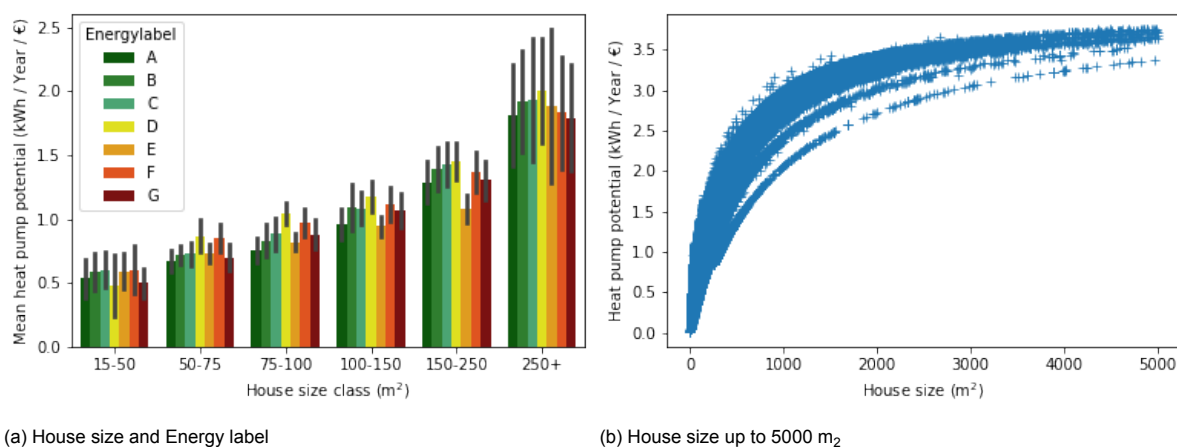 Mean heat pump potential (kWh / Year / €)
2.5
2.0
1.5
1.0
0.5
0.0
Energylabel
A
B
C
D
E
F
G
15-50 50-75 75-100 100-150 150-250 250+
House size class (m²)
(a) House size and Energy label
Heat pump potential (kWh / Year / €)
3.5
3.0
2.5
2.0
1.5
1.0
0.5
0.0
0 1000 2000 3000 4000 5000
House size (m²)
(b) House size up to 5000 m₂